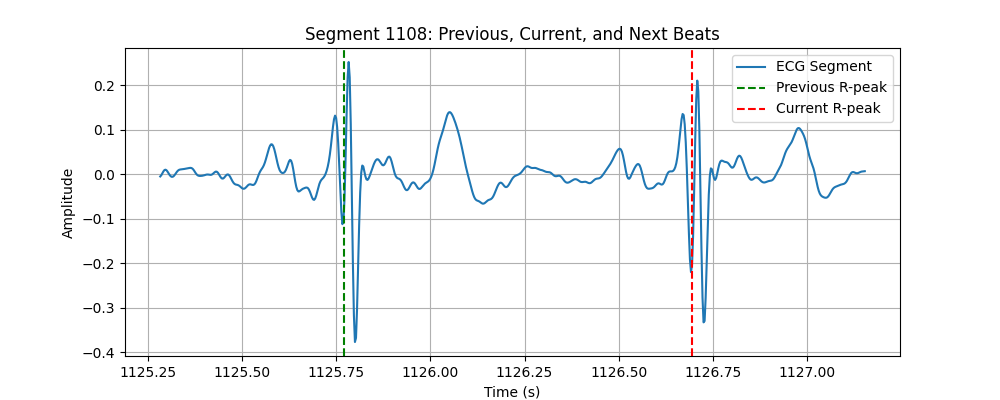 Segment 1108: Previous, Current, and Next Beats
ECG Segment
Previous R-peak
Current R-peak
0.2
0.1
0.0
−0.1
−0.2
−0.3
−0.4
Amplitude
1125.25 1125.50 1125.75 1126.00 1126.25 1126.50 1126.75 1127.00
Time (s)